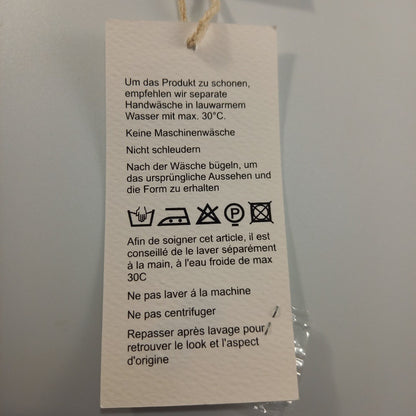 Um das Produkt zu schonen,
empfehlen wir separate
Handwäsche in lauwarmem
Wasser mit max. 30°C.
Keine Maschinenwäsche
Nicht schleudern
Nach der Wäsche bügeln, um
das ursprüngliche Aussehen und
die Form zu erhalten
P
Afin de soigner cet article, il est
conseillé de le laver séparément
á la main, à l'eau froide de max
30C
Ne pas laver á la machine
Ne pas centrifuger
Repasser après lavage pour
retrouver le look et l'aspect
d'origine